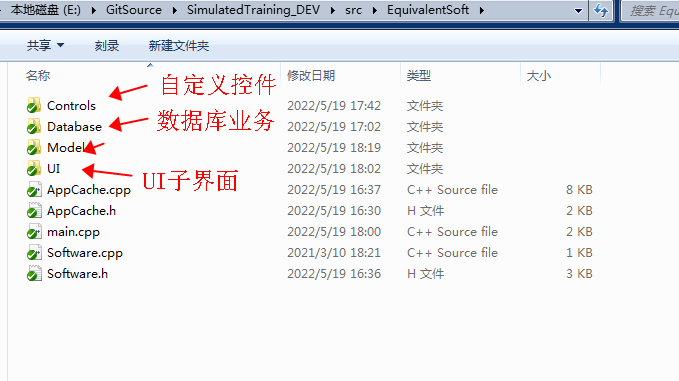 本地磁盘 (E:) ▸ GitSource ▸ SimulatedTraining_DEV ▸ src ▸ EquivalentSoft ▸ 搜索 Equ
共享 刻录 新建文件夹
名称 修改日期 类型 大小
自定义控件
Controls 2022/5/19 17:42 文件夹
数据库业务
Database 2022/5/19 17:02 文件夹
Model 2022/5/19 18:19 文件夹
UI 2022/5/19 18:02 文件夹
UI子界面
AppCache.cpp 2022/5/19 16:37 C++ Source file 8 KB
AppCache.h 2022/5/19 16:30 H 文件 2 KB
main.cpp 2022/5/19 18:00 C++ Source file 2 KB
Software.cpp 2021/3/10 18:21 C++ Source file 1 KB
Software.h 2022/5/19 16:36 H 文件 3 KB